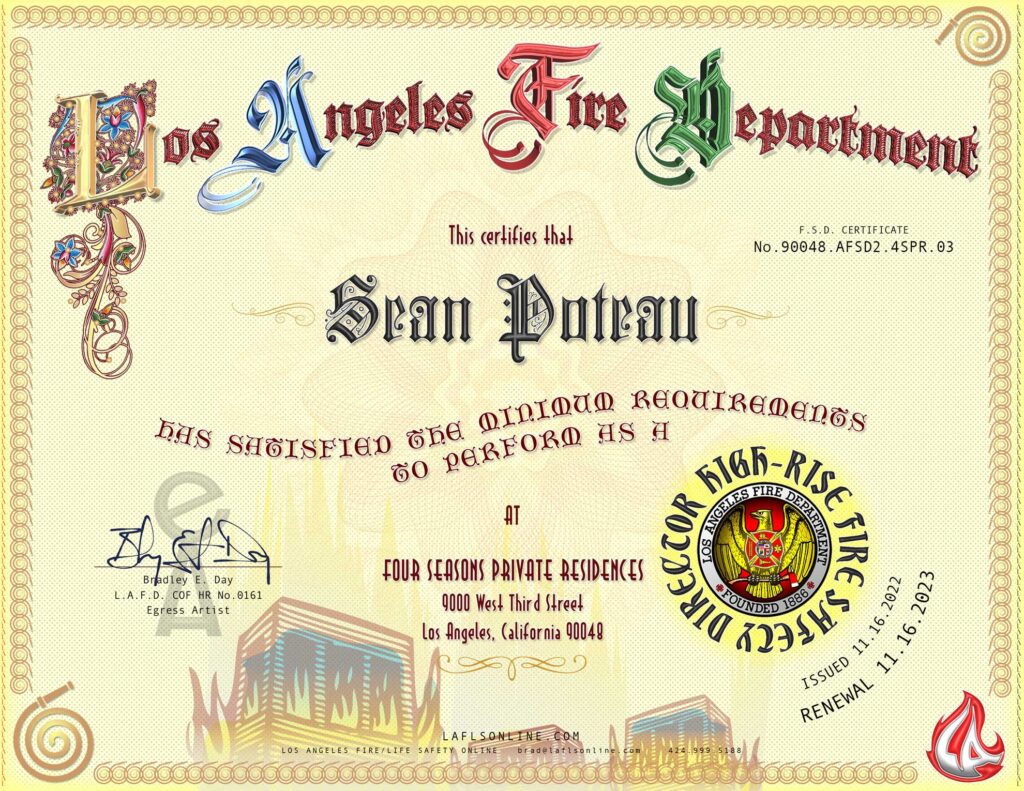 Los Angeles Fire Department
This certifies that
F.S.D. CERTIFICATE
No.90048.AFSD2.4SPR.03
Sean Poteau
HAS SATISFIED THE MINIMUM REQUIREMENTS
TO PERFORM AS A
HIGH-RISE FIRE SAFETY DIRECTOR
LOS ANGELES FIRE DEPARTMENT
FOUNDED 1886
AT
FOUR SEASONS PRIVATE RESIDENCES
9000 West Third Street
Los Angeles, California 90048
eA
Bradley E. Day
L.A.F.D. COF HR No.0161
Egress Artist
ISSUED 11.16.2022
RENEWAL 11.16.2023
LAFLSONLINE.COM
LOS ANGELES FIRE/LIFE SAFETY ONLINE brad@laflsonline.com 424.999.5188
LA